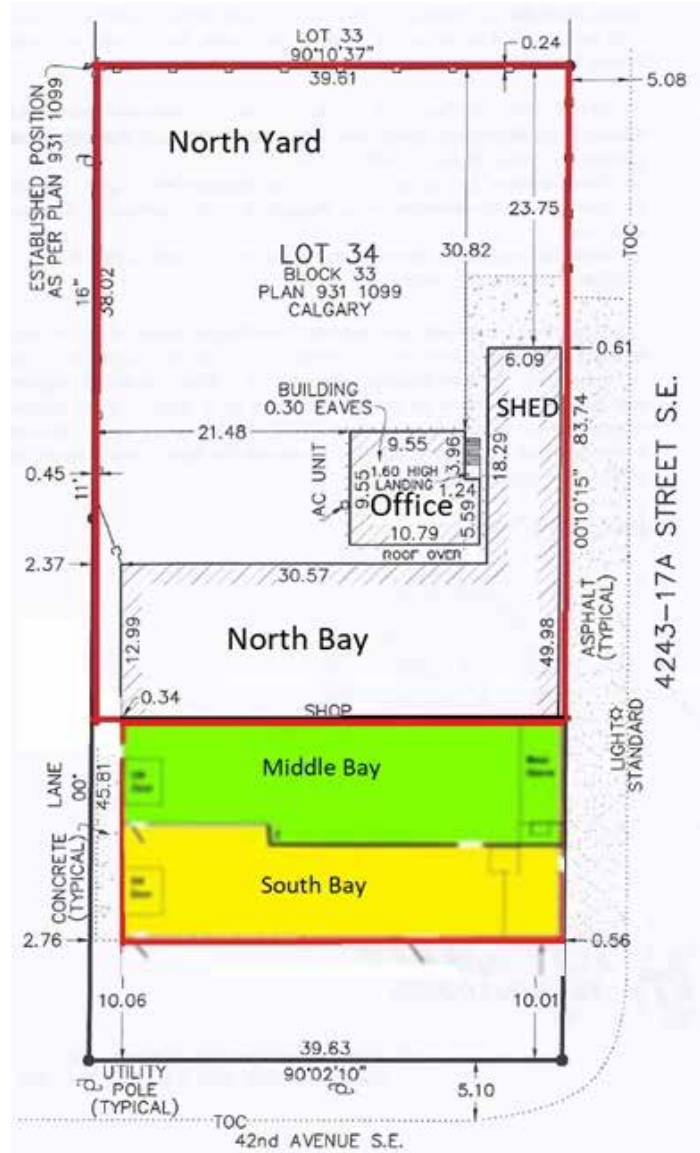 LOT 33
90°10'37"
39.61
0.24
5.08
ESTABLISHED POSITION
AS PER PLAN 931 1099
North Yard
23.75
30.82
TOC
LOT 34
BLOCK 33
PLAN 931 1099
CALGARY
16"
38.02
0.61
6.09
BUILDING
0.30 EAVES
SHED
21.48
9.55
3.96
18.29
83.74
00°10'15"
4243-17A STREET S.E.
0.45
11"
AC UNIT
9.55
1.60 HIGH
LANDING
1.24
Office
5.59
10.79
ROOF OVER
2.37
30.57
ASPHALT
(TYPICAL)
12.99
North Bay
49.98
0.34
SHOP
LIGHT
STANDARD
Middle Bay
LANE
00°
45.81
CONCRETE
(TYPICAL)
South Bay
2.76
0.56
10.06
10.01
39.63
90°02'10"
UTILITY
POLE
(TYPICAL)
5.10
TOC
42nd AVENUE S.E.